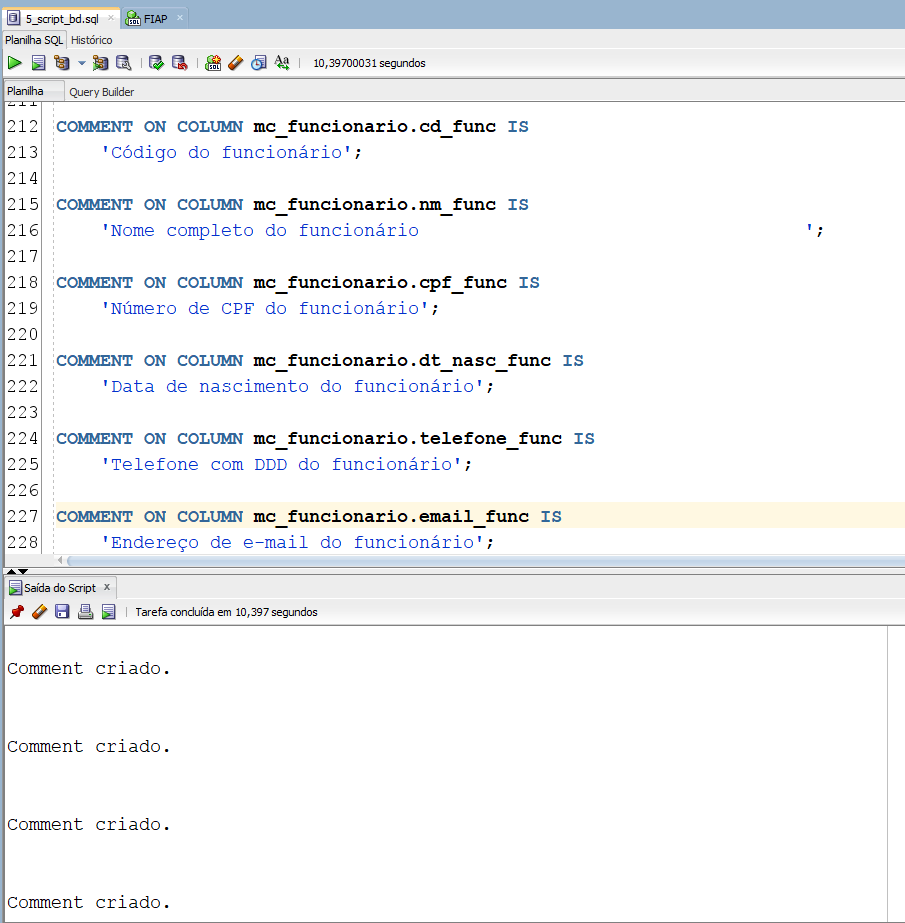 5_script_bd.sql × FIAP ×
Planilha SQL Histórico
SQL Aa 10,39700031 segundos
Planilha Query Builder
211
212 COMMENT ON COLUMN mc_funcionario.cd_func IS
213 'Código do funcionário';
214
215 COMMENT ON COLUMN mc_funcionario.nm_func IS
216 'Nome completo do funcionário                                   ';
217
218 COMMENT ON COLUMN mc_funcionario.cpf_func IS
219 'Número de CPF do funcionário';
220
221 COMMENT ON COLUMN mc_funcionario.dt_nasc_func IS
222 'Data de nascimento do funcionário';
223
224 COMMENT ON COLUMN mc_funcionario.telefone_func IS
225 'Telefone com DDD do funcionário';
226
227 COMMENT ON COLUMN mc_funcionario.email_func IS
228 'Endereço de e-mail do funcionário';
Saída do Script ×
Tarefa concluída em 10,397 segundos
Comment criado.
Comment criado.
Comment criado.
Comment criado.